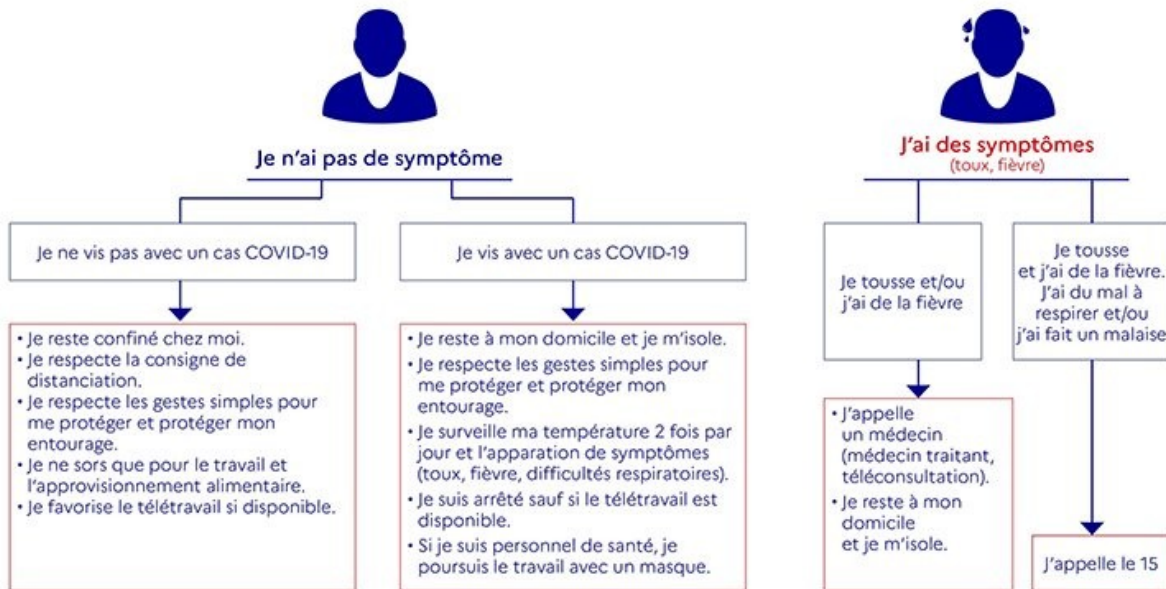 Je n'ai pas de symptôme
Je ne vis pas avec un cas COVID-19
• Je reste confiné chez moi.
• Je respecte la consigne de
distanciation.
• Je respecte les gestes simples pour
me protéger et protéger mon
entourage.
• Je ne sors que pour le travail et
l'approvisionnement alimentaire.
• Je favorise le télétravail si disponible.
Je vis avec un cas COVID-19
• Je reste à mon domicile et je m'isole.
• Je respecte les gestes simples pour
me protéger et protéger mon
entourage.
• Je surveille ma température 2 fois par
jour et l'apparation de symptômes
(toux, fièvre, difficultés respiratoires).
• Je suis arrêté sauf si le télétravail est
disponible.
• Si je suis personnel de santé, je
poursuis le travail avec un masque.
J'ai des symptômes
(toux, fièvre)
Je tousse et/ou
j'ai de la fièvre
• J'appelle
un médecin
(médecin traitant,
téléconsultation).
• Je reste à mon
domicile
et je m'isole.
Je tousse
et j'ai de la fièvre.
J'ai du mal à
respirer et/ou
j'ai fait un malaise
J'appelle le 15